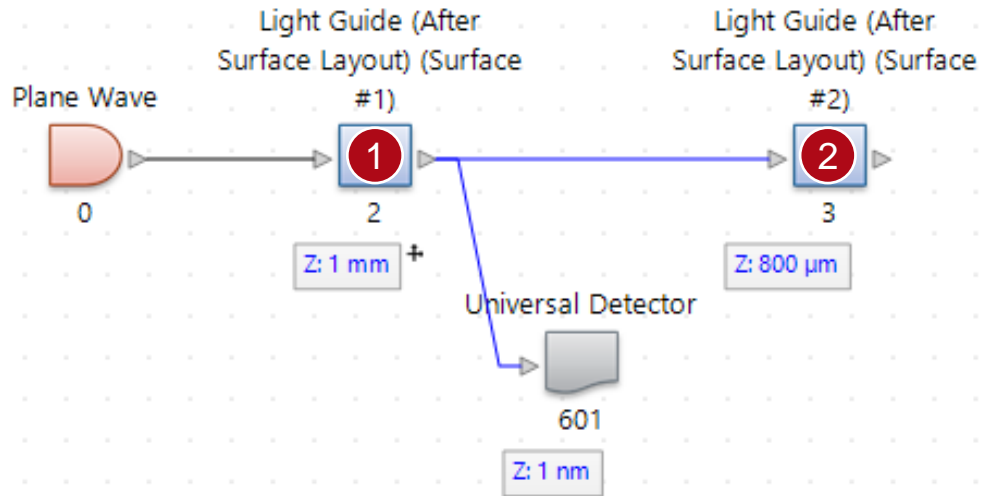 Light Guide (After
Surface Layout) (Surface
#1)
Light Guide (After
Surface Layout) (Surface
#2)
Plane Wave
1
2
0
2
3
Z: 1 mm
Z: 800 µm
Universal Detector
601
Z: 1 nm